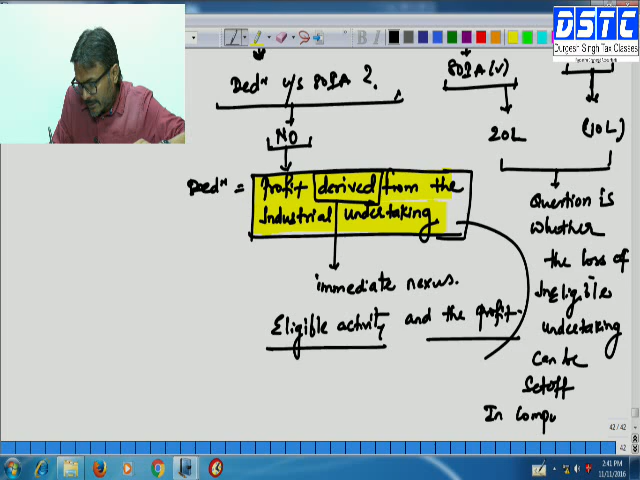 DSTC
Durgesh Singh Tax Classes
Dedⁿ u/s 80IA ?
NO
Dedⁿ = Profit derived from the
Industrial undertaking
immediate nexus.
Eligible activity and the profit.
80IA(v)
20L
(10L)
Question is
whether
the loss of
Ineligible
undertaking
can be
Setoff
In compu
42 / 42
42
2:41 PM
11/11/2016